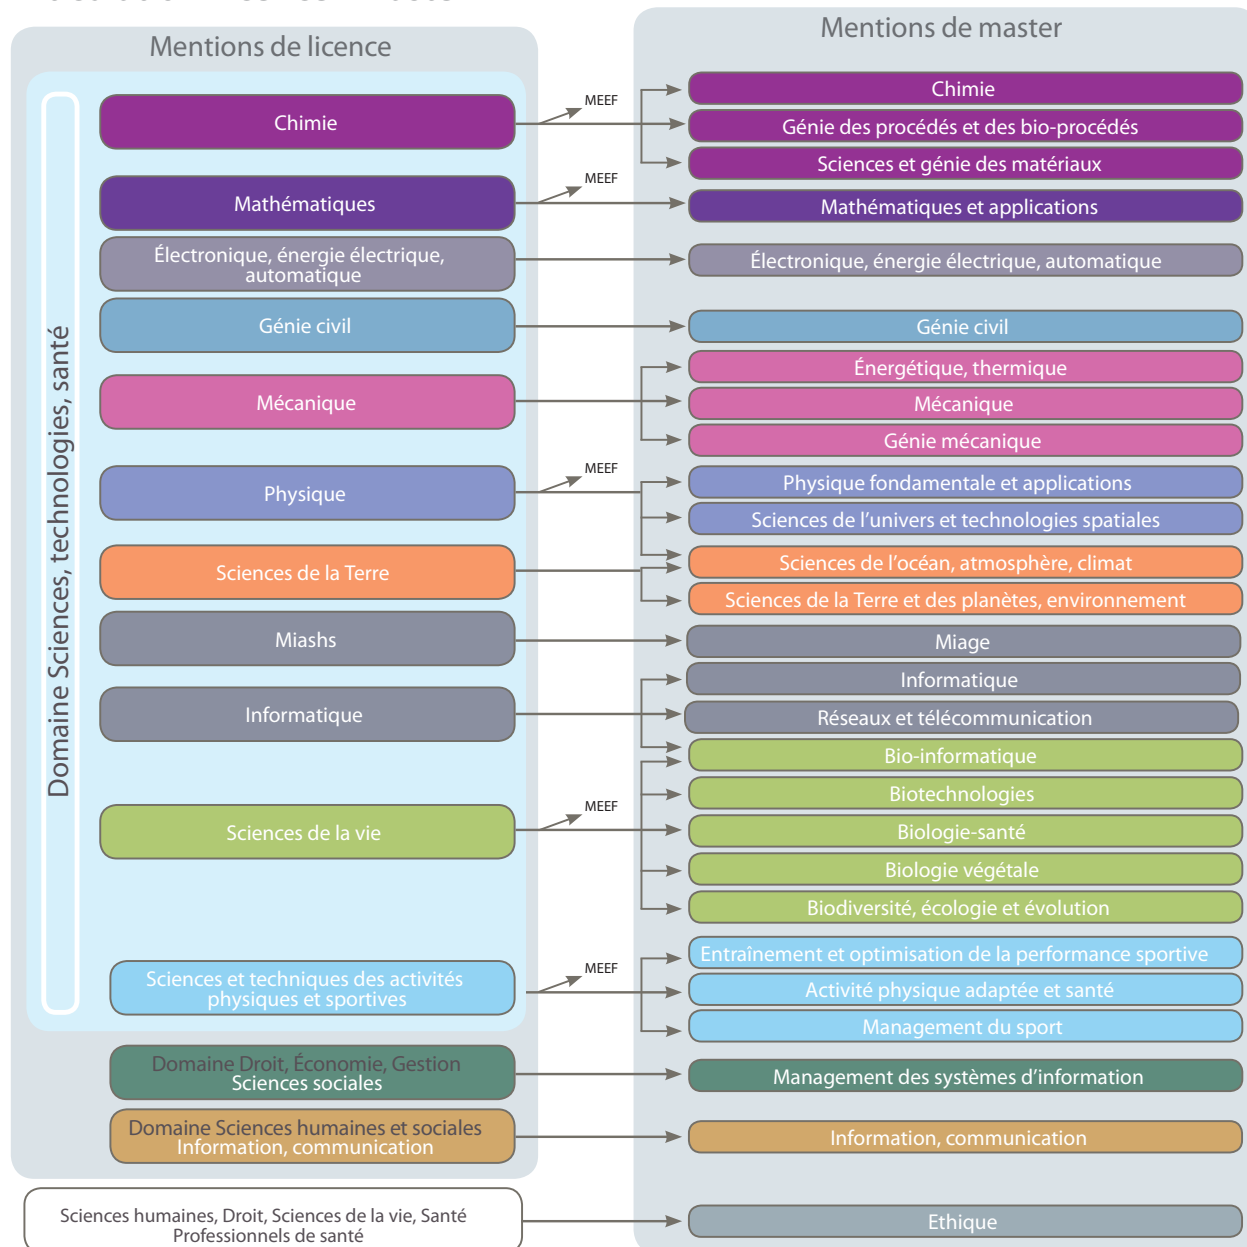 Mentions de licence
Mentions de master
Domaine Sciences, technologies, santé
Chimie
MEEF
Chimie
Génie des procédés et des bio-procédés
Sciences et génie des matériaux
Mathématiques
MEEF
Mathématiques et applications
Électronique, énergie électrique,
automatique
Électronique, énergie électrique, automatique
Génie civil
Génie civil
Mécanique
Énergétique, thermique
Mécanique
Génie mécanique
Physique
MEEF
Physique fondamentale et applications
Sciences de l’univers et technologies spatiales
Sciences de la Terre
Sciences de l’océan, atmosphère, climat
Sciences de la Terre et des planètes, environnement
Miashs
Miage
Informatique
Informatique
Réseaux et télécommunication
Bio-informatique
Sciences de la vie
MEEF
Biotechnologies
Biologie-santé
Biologie végétale
Biodiversité, écologie et évolution
Sciences et techniques des activités
physiques et sportives
MEEF
Entraînement et optimisation de la performance sportive
Activité physique adaptée et santé
Management du sport
Domaine Droit, Économie, Gestion
Sciences sociales
Management des systèmes d’information
Domaine Sciences humaines et sociales
Information, communication
Information, communication
Sciences humaines, Droit, Sciences de la vie, Santé
Professionnels de santé
Ethique